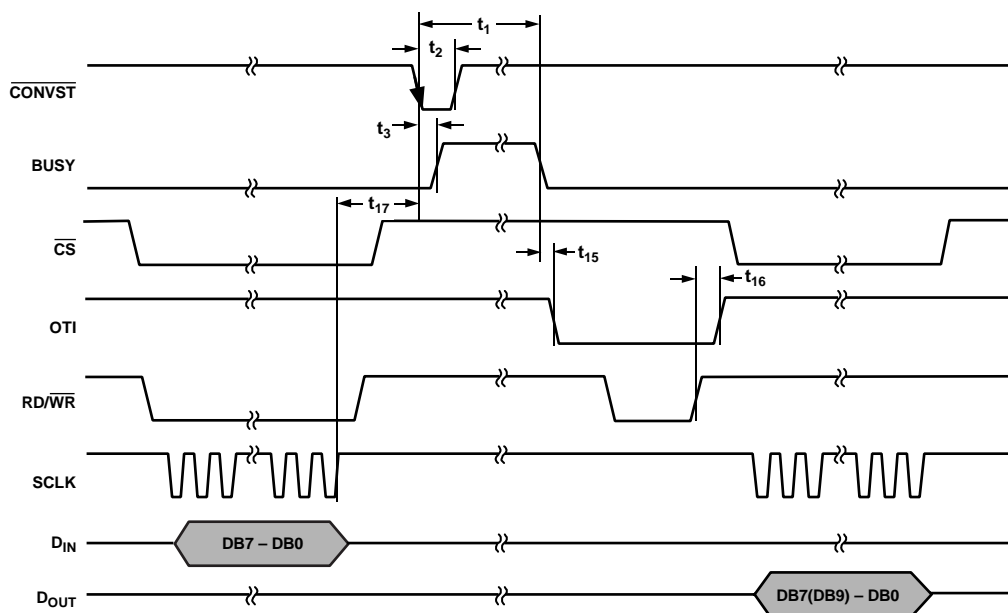 t1
t2
CONVST
t3
BUSY
t17
CS
t15
t16
OTI
RD/WR
SCLK
DIN
DB7 – DB0
DOUT
DB7(DB9) – DB0